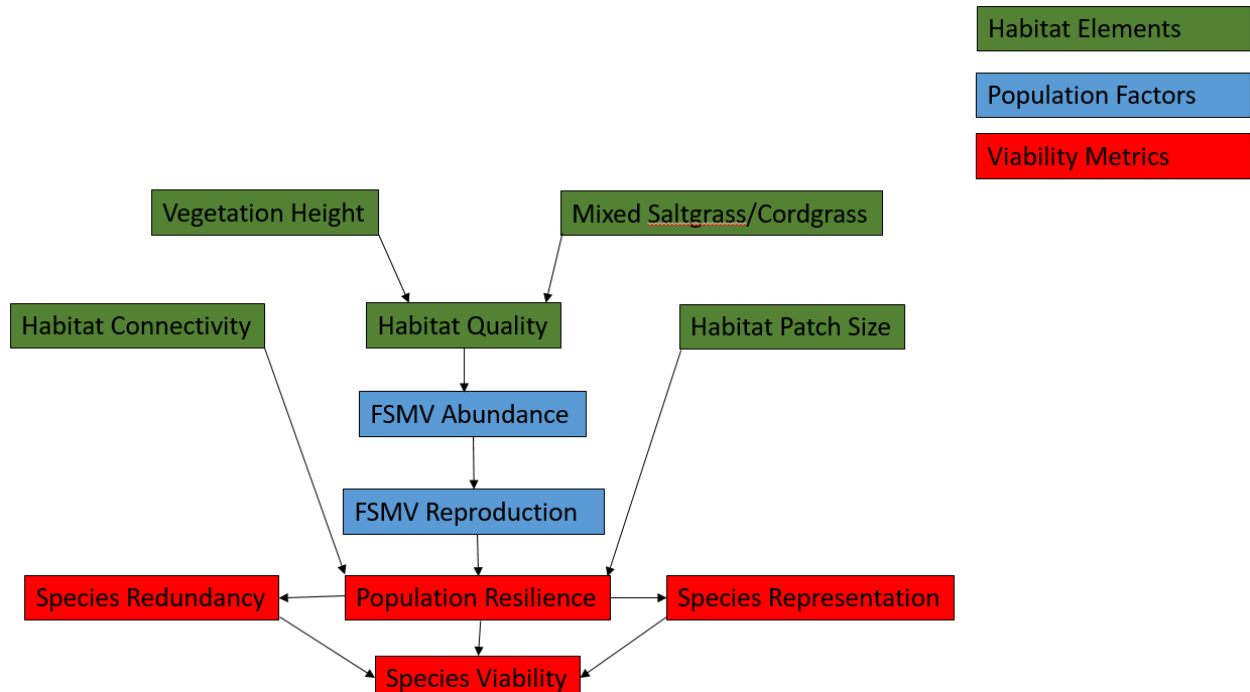 Habitat Elements
Population Factors
Viability Metrics
Vegetation Height
Mixed Saltgrass/Cordgrass
Habitat Connectivity
Habitat Quality
Habitat Patch Size
FSMV Abundance
FSMV Reproduction
Species Redundancy
Population Resilience
Species Representation
Species Viability